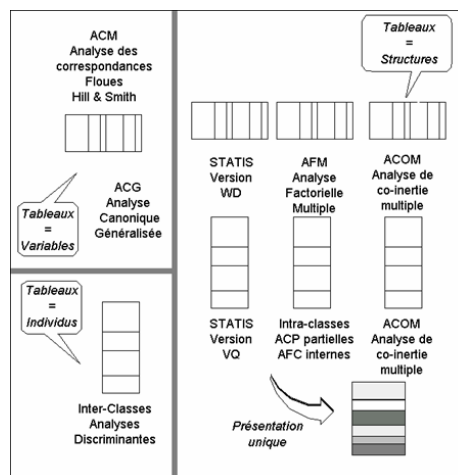 ACM
Analyse des
correspondances
Floues
Hill & Smith
Tableaux
=
Variables
ACG
Analyse
Canonique
Généralisée
Tableaux
=
Individus
Inter-Classes
Analyses
Discriminantes
Tableaux
=
Structures
STATIS
Version
WD
AFM
Analyse
Factorielle
Multiple
ACOM
Analyse de
co-inertie
multiple
STATIS
Version
VQ
Intra-classes
ACP partielles
AFC internes
ACOM
Analyse de
co-inertie
multiple
Présentation
unique